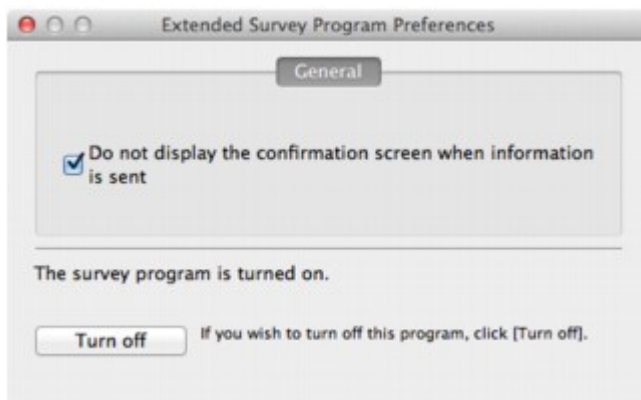 Extended Survey Program Preferences
General
Do not display the confirmation screen when information
is sent
The survey program is turned on.
Turn off
If you wish to turn off this program, click [Turn off].